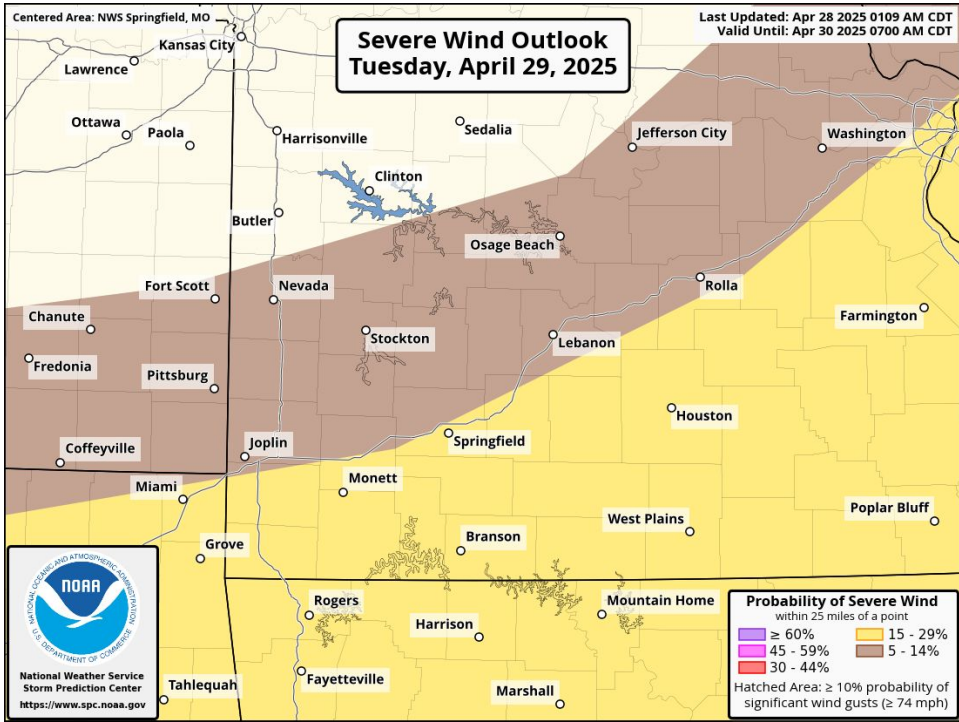 Centered Area: NWS Springfield, MO
Severe Wind Outlook
Tuesday, April 29, 2025
Last Updated: Apr 28 2025 0109 AM CDT
Valid Until: Apr 30 2025 0700 AM CDT
Kansas City
Lawrence
Ottawa
Paola
Harrisonville
Sedalia
Jefferson City
Washington
Clinton
Butler
Osage Beach
Fort Scott
Nevada
Rolla
Chanute
Stockton
Lebanon
Farmington
Fredonia
Pittsburg
Houston
Coffeyville
Joplin
Springfield
Miami
Monett
West Plains
Poplar Bluff
Grove
Branson
Rogers
Harrison
Mountain Home
Tahlequah
Fayetteville
Marshall
NATIONAL OCEANIC AND ATMOSPHERIC ADMINISTRATION
NOAA
U.S. DEPARTMENT OF COMMERCE
National Weather Service
Storm Prediction Center
https://www.spc.noaa.gov
Probability of Severe Wind
within 25 miles of a point
≥ 60%
45 - 59%
30 - 44%
15 - 29%
5 - 14%
Hatched Area: ≥ 10% probability of
significant wind gusts (≥ 74 mph)